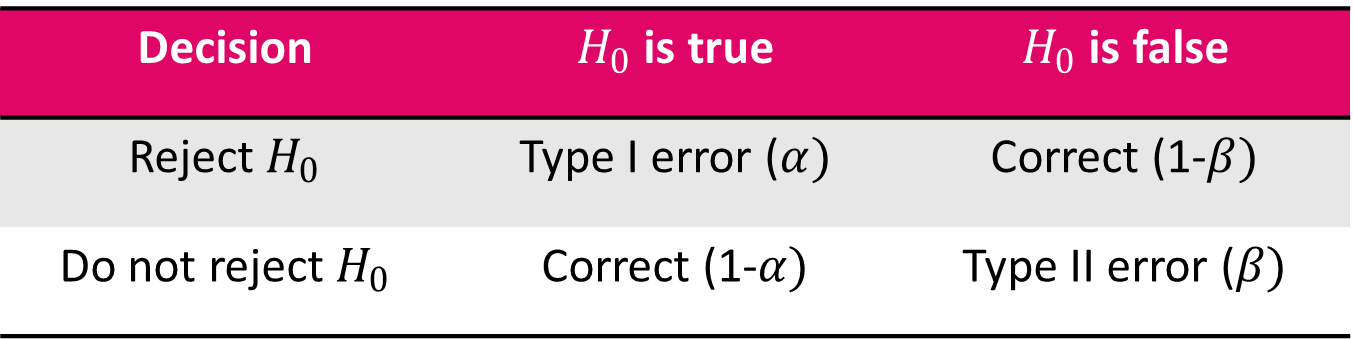 Decision H₀ is true H₀ is false
Reject H₀ Type I error (α) Correct (1-β)
Do not reject H₀ Correct (1-α) Type II error (β)